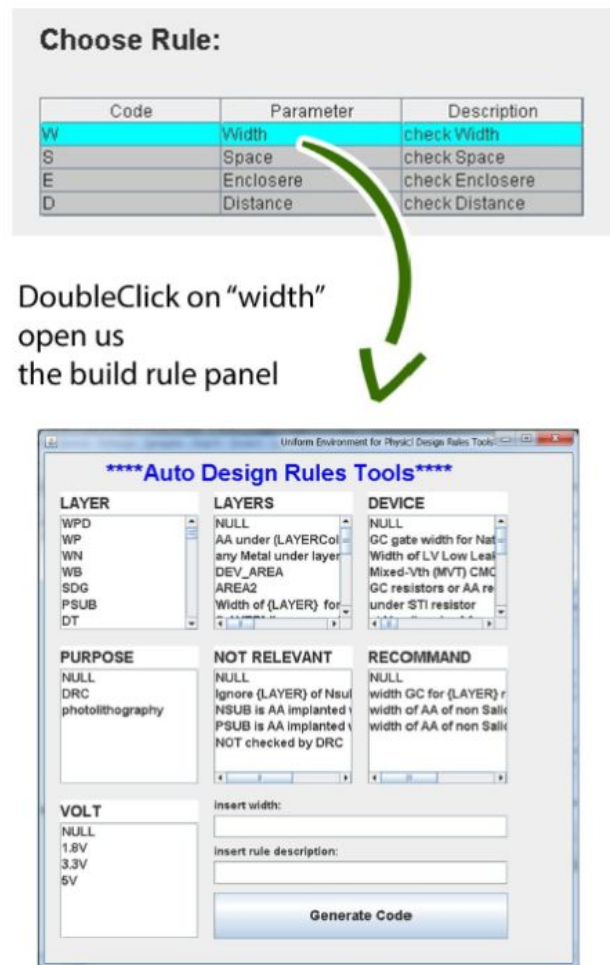 Choose Rule:
Code Parameter Description
W Width check Width
S Space check Space
E Enclosere check Enclosere
D Distance check Distance
DoubleClick on "width"
open us
the build rule panel
Uniform Environment for Physicl Design Rules Tools
****Auto Design Rules Tools****
LAYER
WPD
WP
WN
WB
SDG
PSUB
DT
LAYERS
NULL
AA under (LAYERCol
any Metal under layer
DEV_AREA
AREA2
Width of {LAYER} for
DEVICE
NULL
GC gate width for Nat
Width of LV Low Leak
Mixed-Vth (MVT) CMC
GC resistors or AA re
under STI resistor
PURPOSE
NULL
DRC
photolithography
NOT RELEVANT
NULL
Ignore {LAYER} of Nsul
NSUB is AA implanted
PSUB is AA implanted
NOT checked by DRC
RECOMMAND
NULL
width GC for {LAYER} r
width of AA of non Salic
width of AA of non Salic
VOLT
NULL
1.8V
3.3V
5V
insert width:
insert rule description:
Generate Code